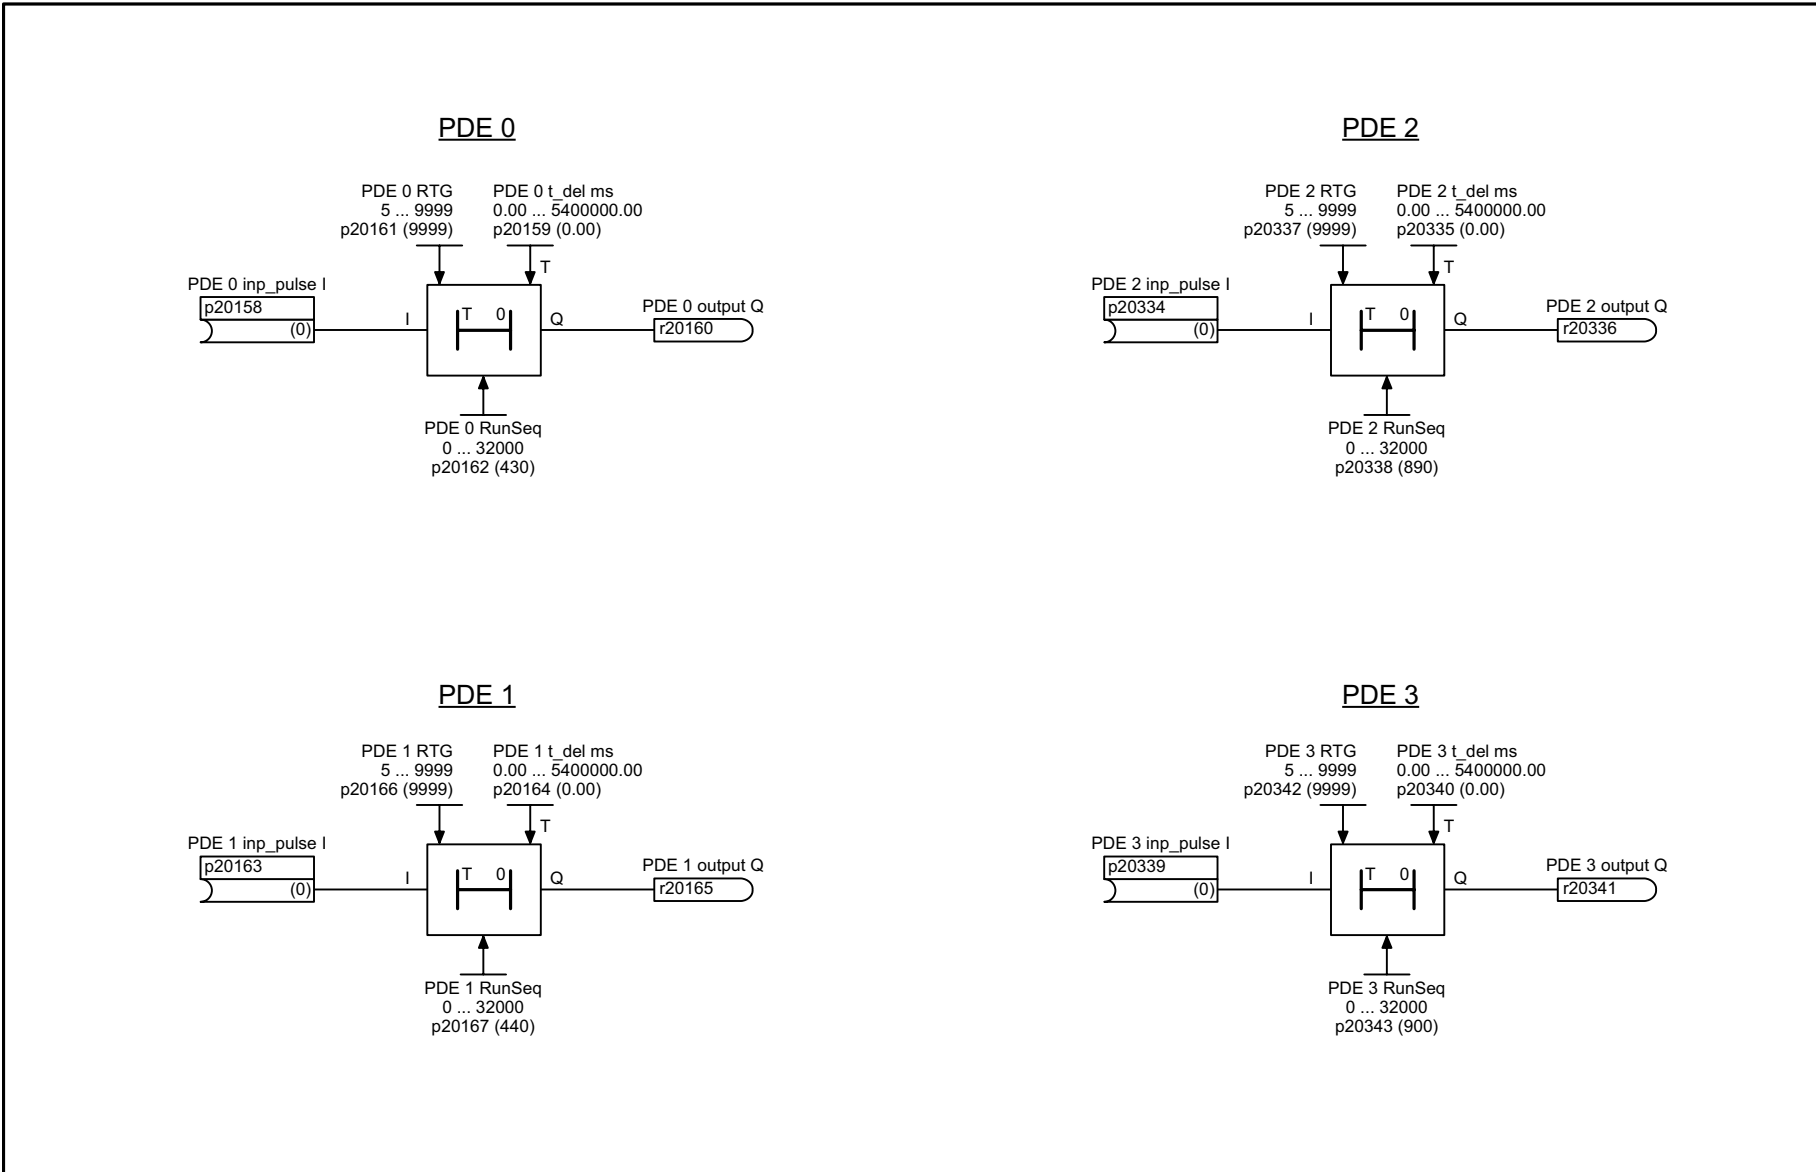 PDE 0
PDE 0 RTG
5 ... 9999
p20161 (9999)
PDE 0 t_del ms
0.00 ... 5400000.00
p20159 (0.00)
T
PDE 0 inp_pulse I
p20158
(0)
I
T 0
Q
PDE 0 output Q
r20160
PDE 0 RunSeq
0 ... 32000
p20162 (430)
PDE 2
PDE 2 RTG
5 ... 9999
p20337 (9999)
PDE 2 t_del ms
0.00 ... 5400000.00
p20335 (0.00)
T
PDE 2 inp_pulse I
p20334
(0)
I
T 0
Q
PDE 2 output Q
r20336
PDE 2 RunSeq
0 ... 32000
p20338 (890)
PDE 1
PDE 1 RTG
5 ... 9999
p20166 (9999)
PDE 1 t_del ms
0.00 ... 5400000.00
p20164 (0.00)
T
PDE 1 inp_pulse I
p20163
(0)
I
T 0
Q
PDE 1 output Q
r20165
PDE 1 RunSeq
0 ... 32000
p20167 (440)
PDE 3
PDE 3 RTG
5 ... 9999
p20342 (9999)
PDE 3 t_del ms
0.00 ... 5400000.00
p20340 (0.00)
T
PDE 3 inp_pulse I
p20339
(0)
I
T 0
Q
PDE 3 output Q
r20341
PDE 3 RunSeq
0 ... 32000
p20343 (900)